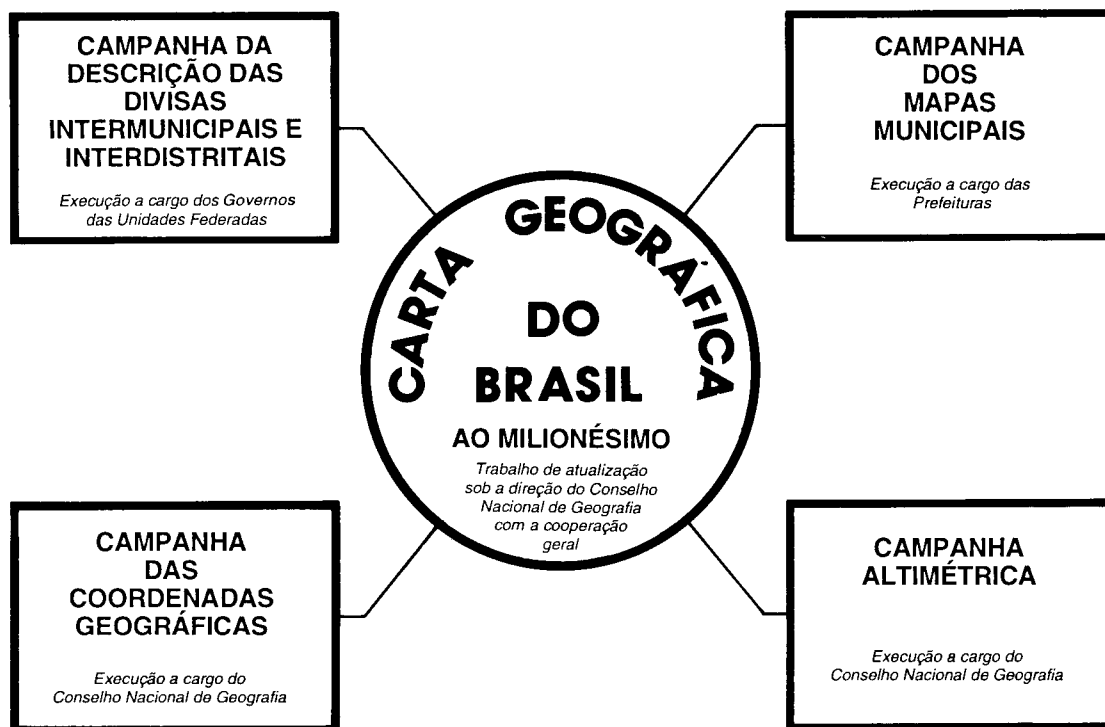 CAMPANHA DA
DESCRIÇÃO DAS
DIVISAS
INTERMUNICIPAIS E
INTERDISTRITAIS
Execução a cargo dos Governos
das Unidades Federadas
CAMPANHA
DOS
MAPAS
MUNICIPAIS
Execução a cargo das
Prefeituras
CARTA GEOGRÁFICA
DO
BRASIL
AO MILIONÉSIMO
Trabalho de atualização
sob a direção do Conselho
Nacional de Geografia
com a cooperação
geral
CAMPANHA
DAS
COORDENADAS
GEOGRÁFICAS
Execução a cargo do
Conselho Nacional de Geografia
CAMPANHA
ALTIMÉTRICA
Execução a cargo do
Conselho Nacional de Geografia